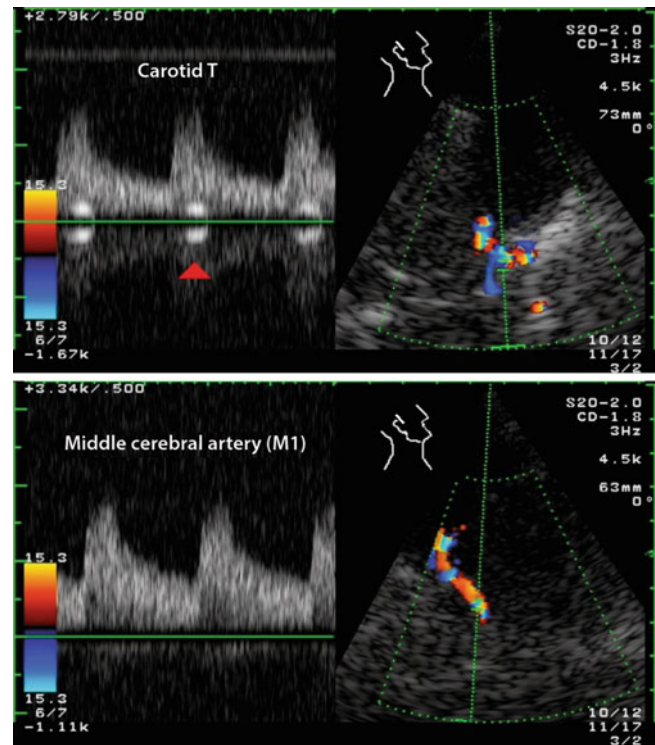 +2.79k/.500
S20-2.0
CD-1.8
3Hz
4.5k
73mm
0°
Carotid T
15.3
15.3
6/7
-1.67k
10/12
11/17
3/2
+3.34k/.500
S20-2.0
CD-1.8
3Hz
4.5k
63mm
0°
Middle cerebral artery (M1)
15.3
15.3
6/7
-1.11k
10/12
11/17
3/2